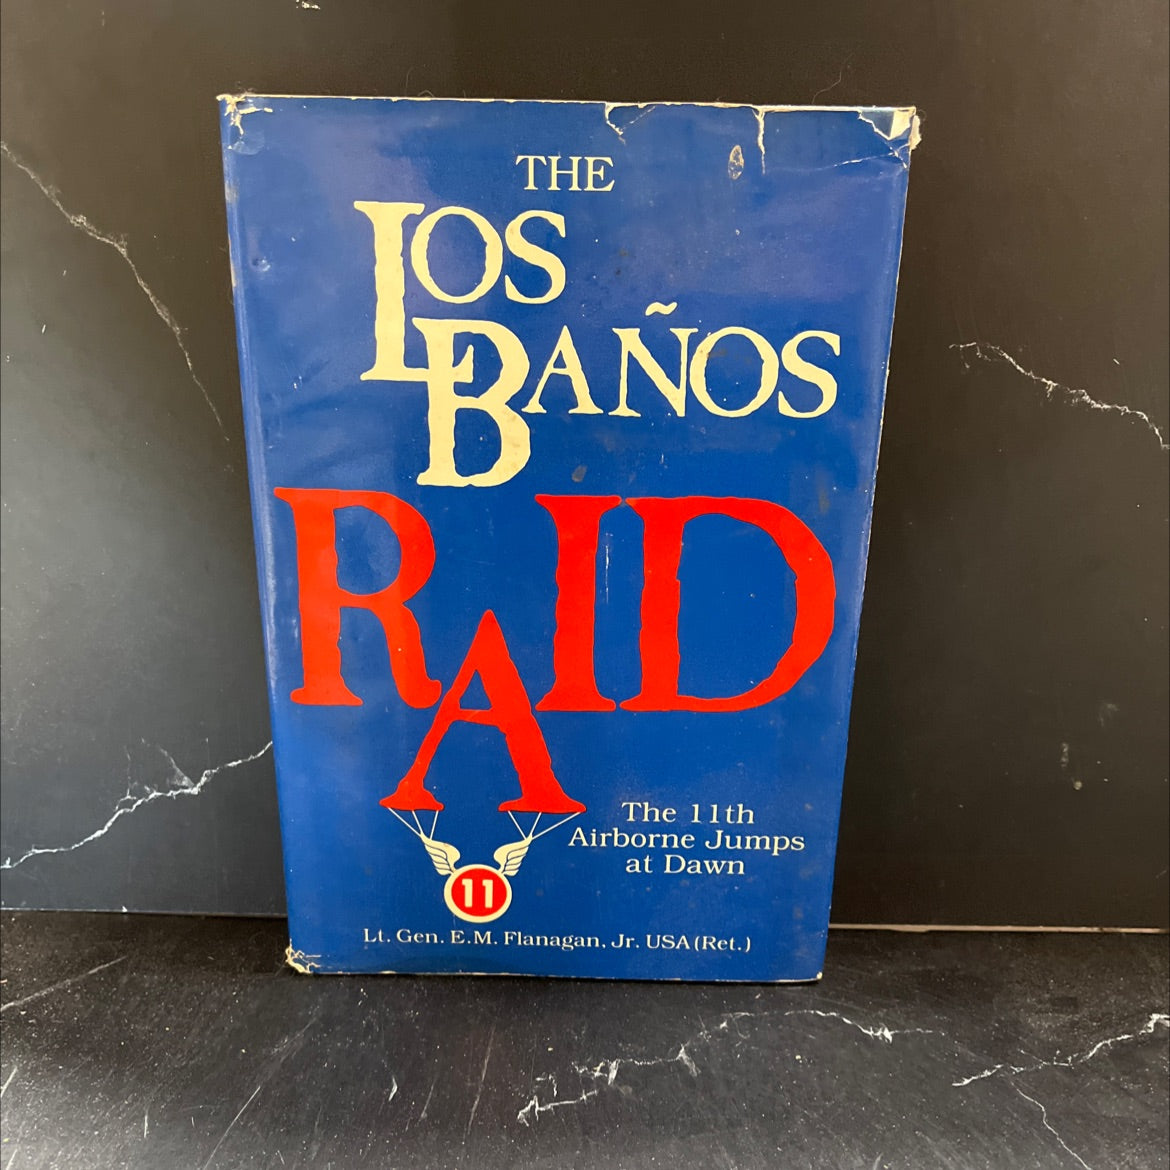 THE
LOS
BAÑOS
RAID
The 11th
Airborne Jumps
at Dawn
11
Lt. Gen. E.M. Flanagan, Jr. USA (Ret.)